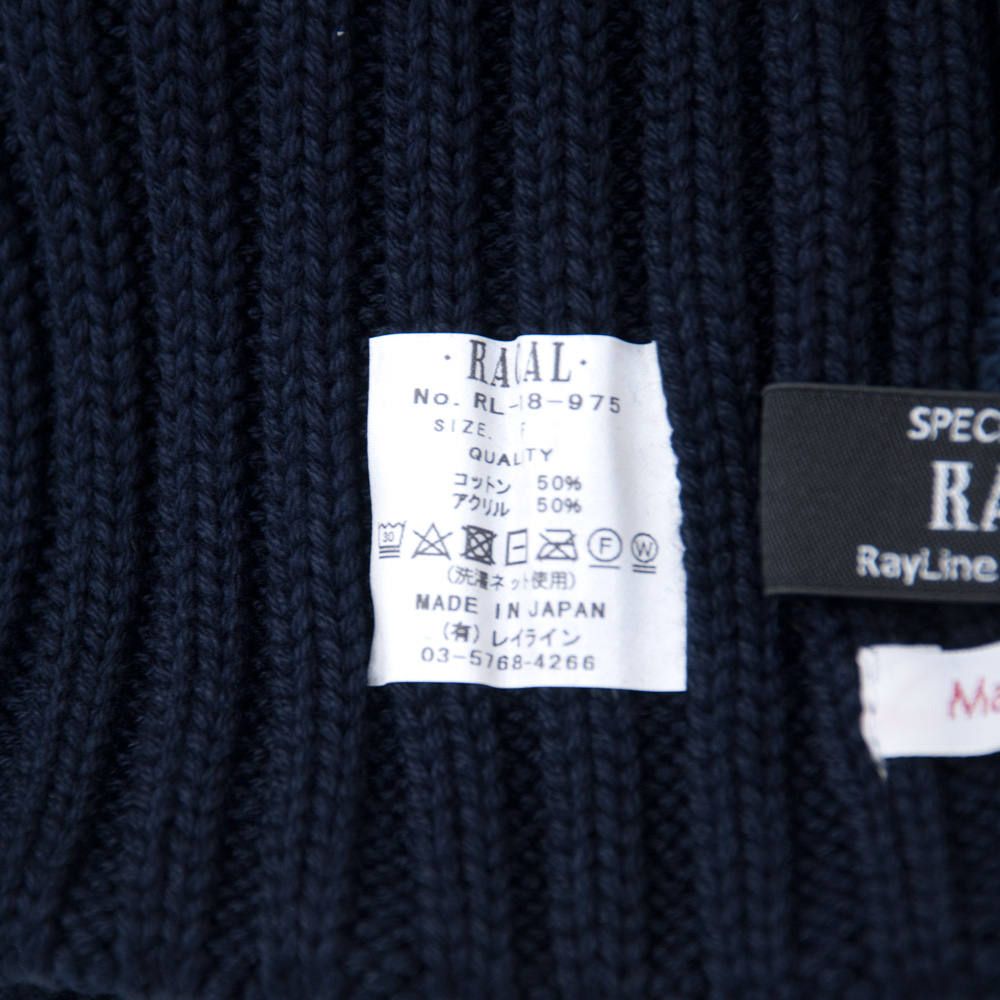 · RACAL ·
No. RL-18-975
SIZE. F
QUALITY
コットン 50%
アクリル 50%
30 F W
(洗濯ネット使用)
MADE IN JAPAN
(有) レイライン
03-5768-4266
SPEC
RA
RayLine
Ma